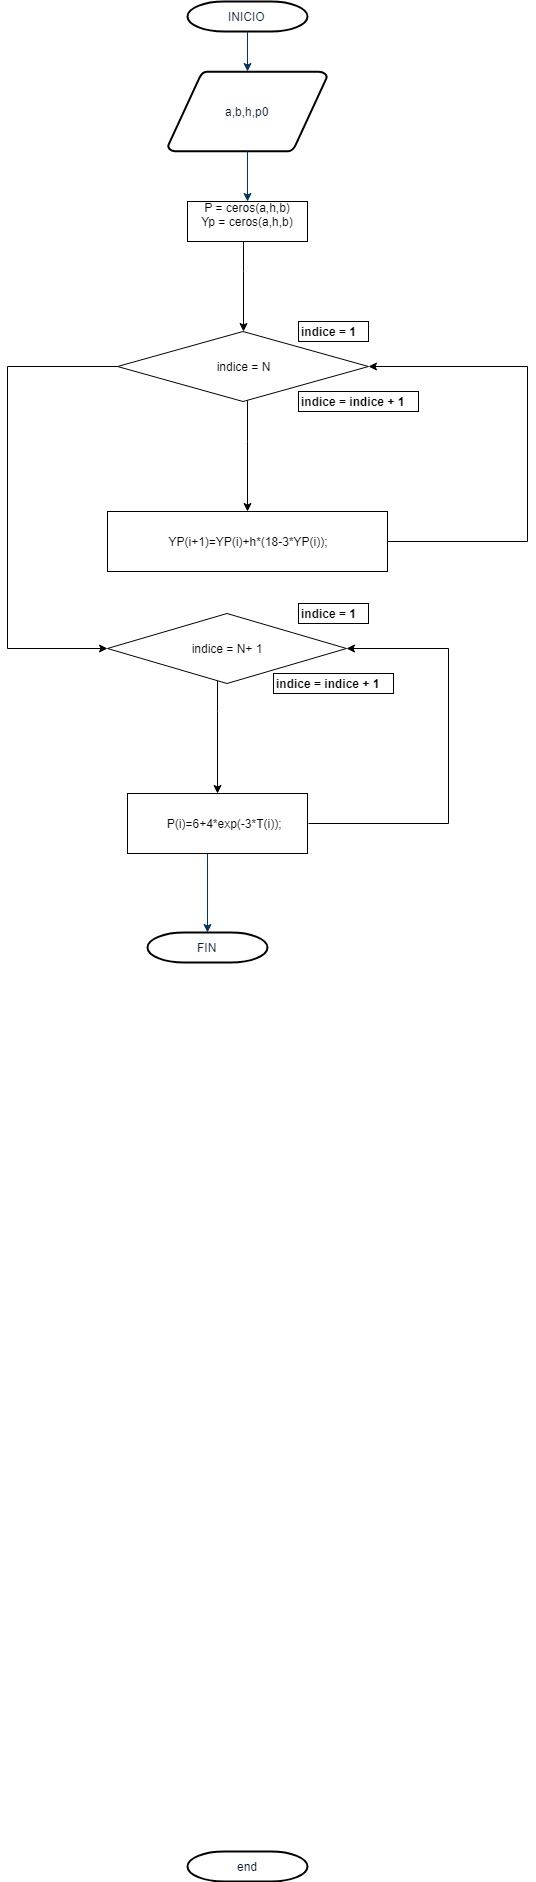 INICIO
a,b,h,p0
P = ceros(a,h,b)
Yp = ceros(a,h,b)
indice = 1
indice = N
indice = indice + 1
YP(i+1)=YP(i)+h*(18-3*YP(i));
indice = 1
indice = N+ 1
indice = indice + 1
P(i)=6+4*exp(-3*T(i));
FIN
end